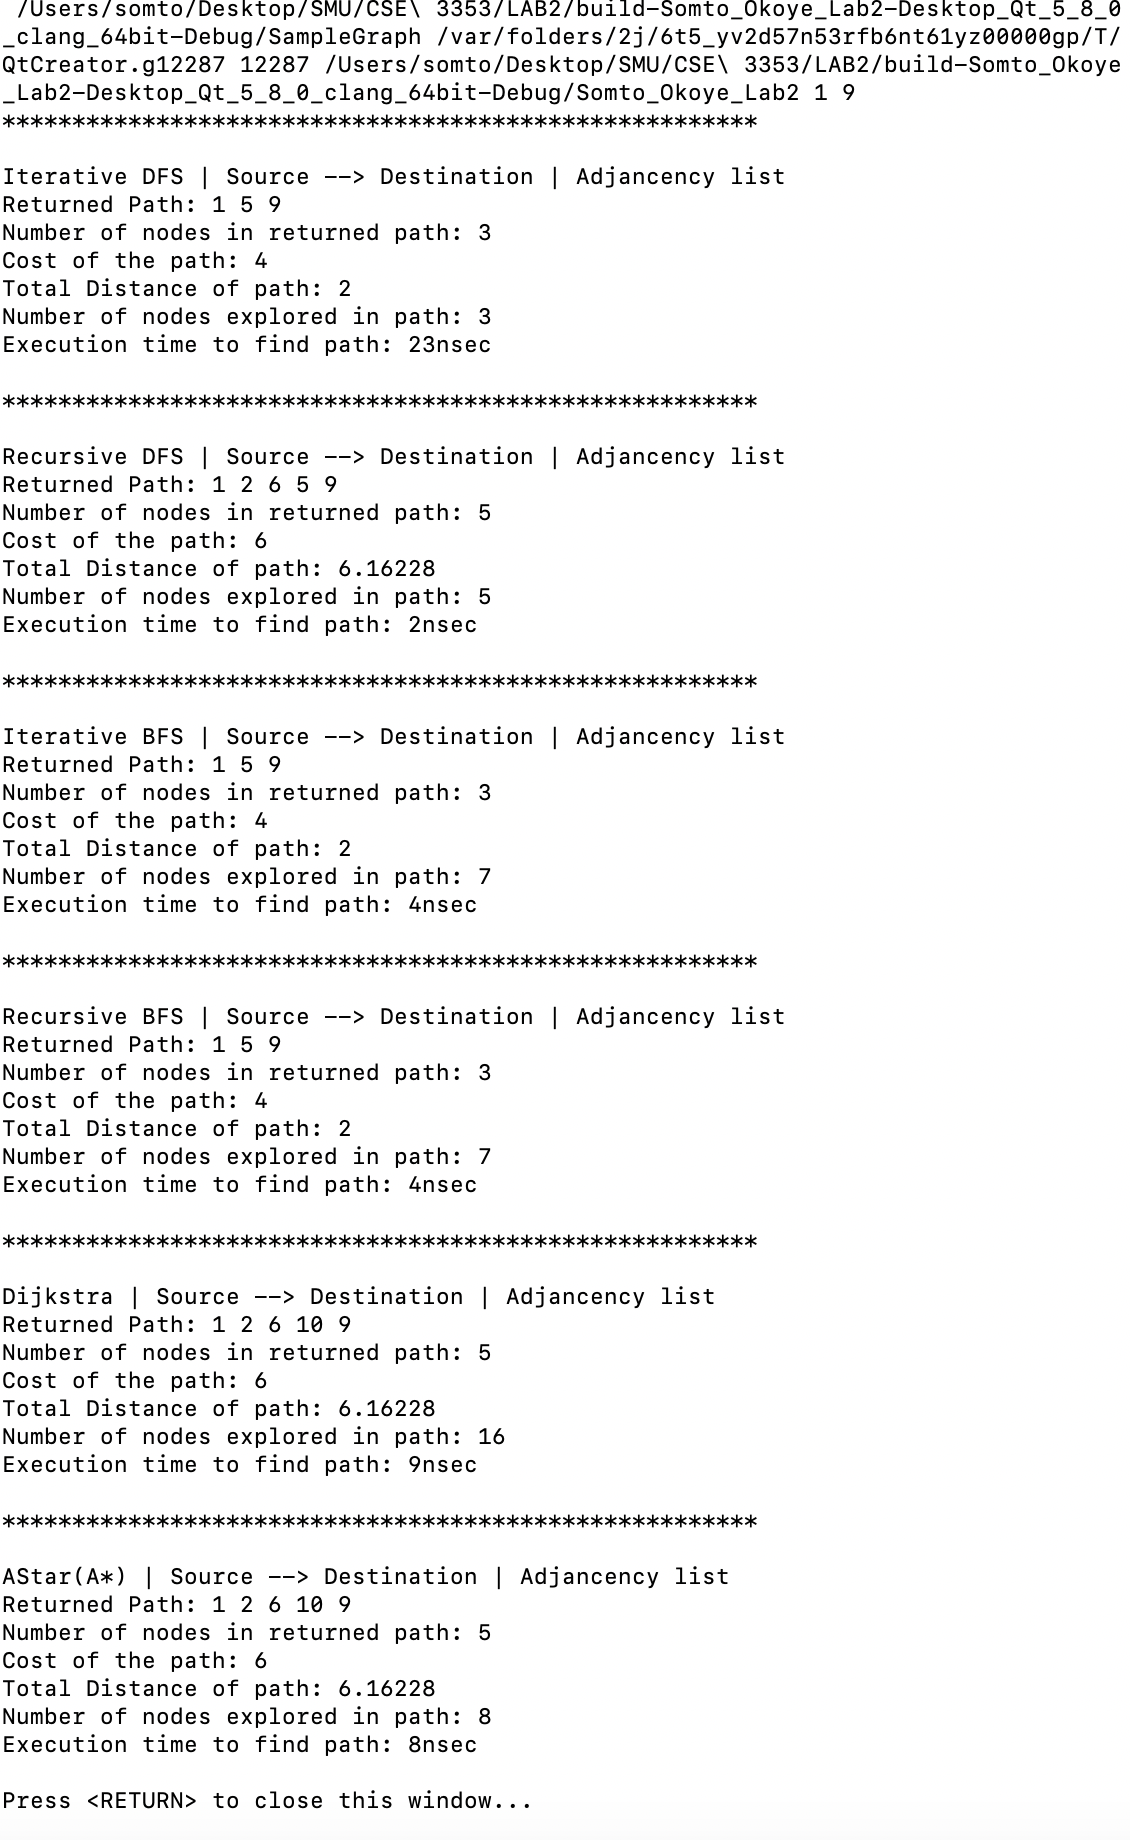 /Users/somto/Desktop/SMU/CSE\ 3353/LAB2/build-Somto_Okoye_Lab2-Desktop_Qt_5_8_0
_clang_64bit-Debug/SampleGraph /var/folders/2j/6t5_yv2d57n53rfb6nt61yz00000gp/T/
QtCreator.g12287 12287 /Users/somto/Desktop/SMU/CSE\ 3353/LAB2/build-Somto_Okoye
_Lab2-Desktop_Qt_5_8_0_clang_64bit-Debug/Somto_Okoye_Lab2 1 9
******************************************************
Iterative DFS | Source --> Destination | Adjancency list
Returned Path: 1 5 9
Number of nodes in returned path: 3
Cost of the path: 4
Total Distance of path: 2
Number of nodes explored in path: 3
Execution time to find path: 23nsec
******************************************************
Recursive DFS | Source --> Destination | Adjancency list
Returned Path: 1 2 6 5 9
Number of nodes in returned path: 5
Cost of the path: 6
Total Distance of path: 6.16228
Number of nodes explored in path: 5
Execution time to find path: 2nsec
******************************************************
Iterative BFS | Source --> Destination | Adjancency list
Returned Path: 1 5 9
Number of nodes in returned path: 3
Cost of the path: 4
Total Distance of path: 2
Number of nodes explored in path: 7
Execution time to find path: 4nsec
******************************************************
Recursive BFS | Source --> Destination | Adjancency list
Returned Path: 1 5 9
Number of nodes in returned path: 3
Cost of the path: 4
Total Distance of path: 2
Number of nodes explored in path: 7
Execution time to find path: 4nsec
******************************************************
Dijkstra | Source --> Destination | Adjancency list
Returned Path: 1 2 6 10 9
Number of nodes in returned path: 5
Cost of the path: 6
Total Distance of path: 6.16228
Number of nodes explored in path: 16
Execution time to find path: 9nsec
******************************************************
AStar(A*) | Source --> Destination | Adjancency list
Returned Path: 1 2 6 10 9
Number of nodes in returned path: 5
Cost of the path: 6
Total Distance of path: 6.16228
Number of nodes explored in path: 8
Execution time to find path: 8nsec
Press <RETURN> to close this window...